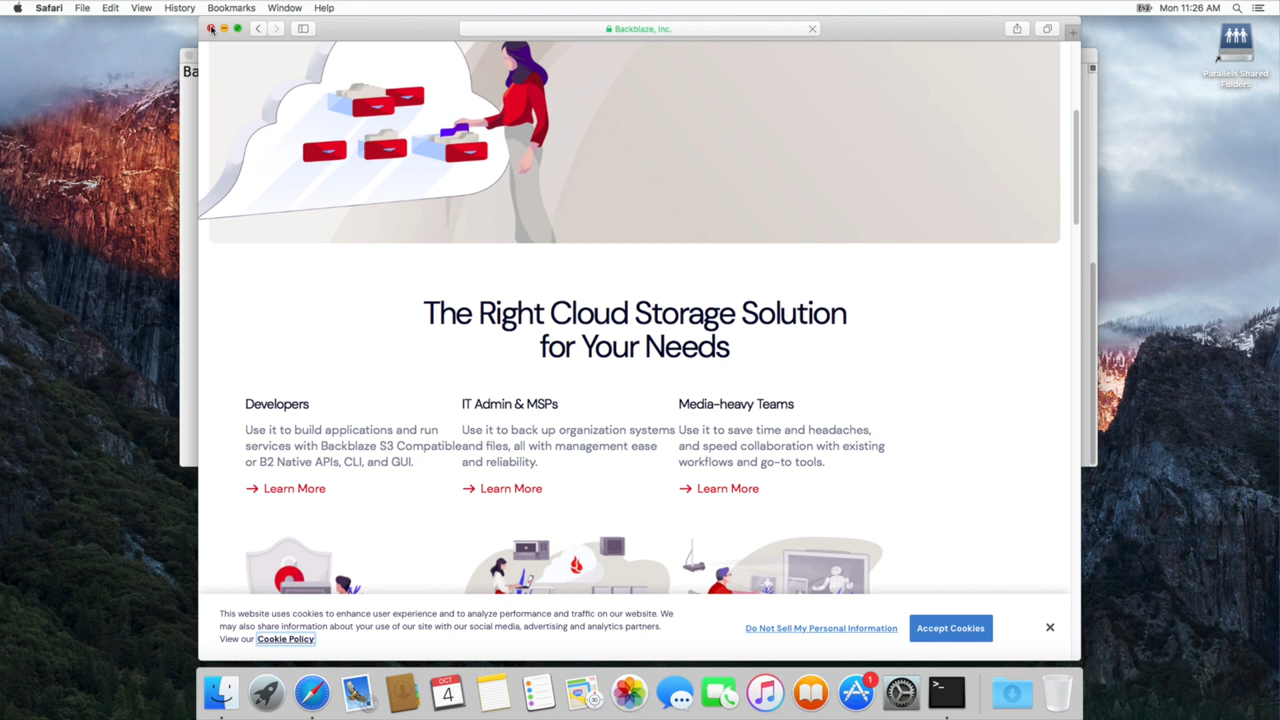 Safari File Edit View History Bookmarks Window Help
Mon 11:26 AM
Backblaze, Inc.
Parallels Shared
Folders
Ba
The Right Cloud Storage Solution
for Your Needs
Developers
Use it to build applications and run
services with Backblaze S3 Compatible
or B2 Native APIs, CLI, and GUI.
→ Learn More
IT Admin & MSPs
Use it to back up organization systems
and files, all with management ease
and reliability.
→ Learn More
Media-heavy Teams
Use it to save time and headaches,
and speed collaboration with existing
workflows and go-to tools.
→ Learn More
This website uses cookies to enhance user experience and to analyze performance and traffic on our website. We
may also share information about your use of our site with our social media, advertising and analytics partners.
View our Cookie Policy
Do Not Sell My Personal Information
Accept Cookies
OCT
4
1
>_